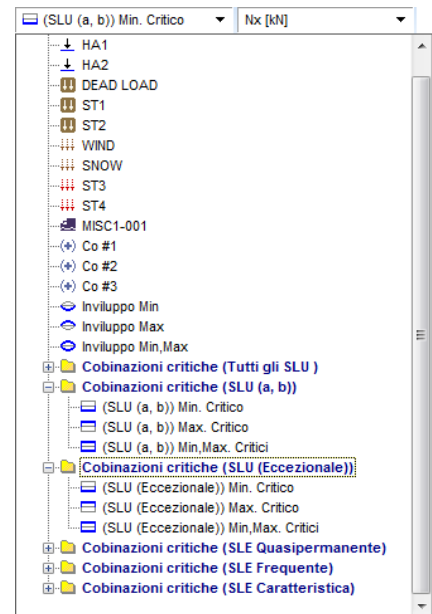 (SLU (a, b)) Min. Critico Nx [kN]
HA1
HA2
DEAD LOAD
ST1
ST2
WIND
SNOW
ST3
ST4
MISC1-001
(+) Co #1
(+) Co #2
(+) Co #3
Inviluppo Min
Inviluppo Max
Inviluppo Min,Max
Cobinazioni critiche (Tutti gli SLU )
Cobinazioni critiche (SLU (a, b))
(SLU (a, b)) Min. Critico
(SLU (a, b)) Max. Critico
(SLU (a, b)) Min,Max. Critici
Cobinazioni critiche (SLU (Eccezionale))
(SLU (Eccezionale)) Min. Critico
(SLU (Eccezionale)) Max. Critico
(SLU (Eccezionale)) Min,Max. Critici
Cobinazioni critiche (SLE Quasipermanente)
Cobinazioni critiche (SLE Frequente)
Cobinazioni critiche (SLE Caratteristica)